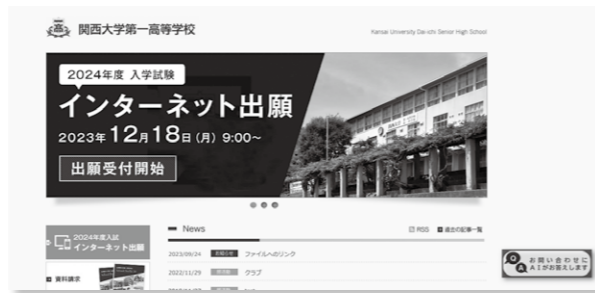 関西大学第一高等学校
Kansai University Dai-ichi Senior High School
2024年度 入学試験
インターネット出願
2023年12月18日(月) 9:00〜
出願受付開始
2024年度入試
インターネット出願
資料請求
News
RSS
過去の記事一覧
2023/09/24 お知らせ ファイルへのリンク
2022/11/29 グラフ
Q A
お問い合わせに
AIがお答えします